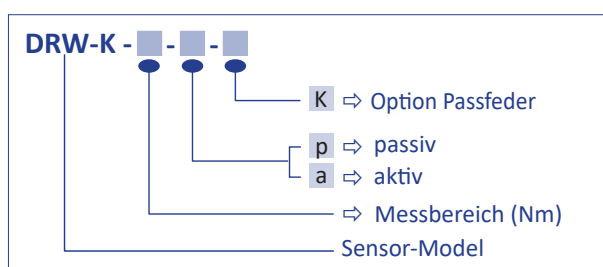 DRW-K - - -
K ⇨ Option Passfeder
p ⇨ passiv
a ⇨ aktiv
⇨ Messbereich (Nm)
Sensor-Model